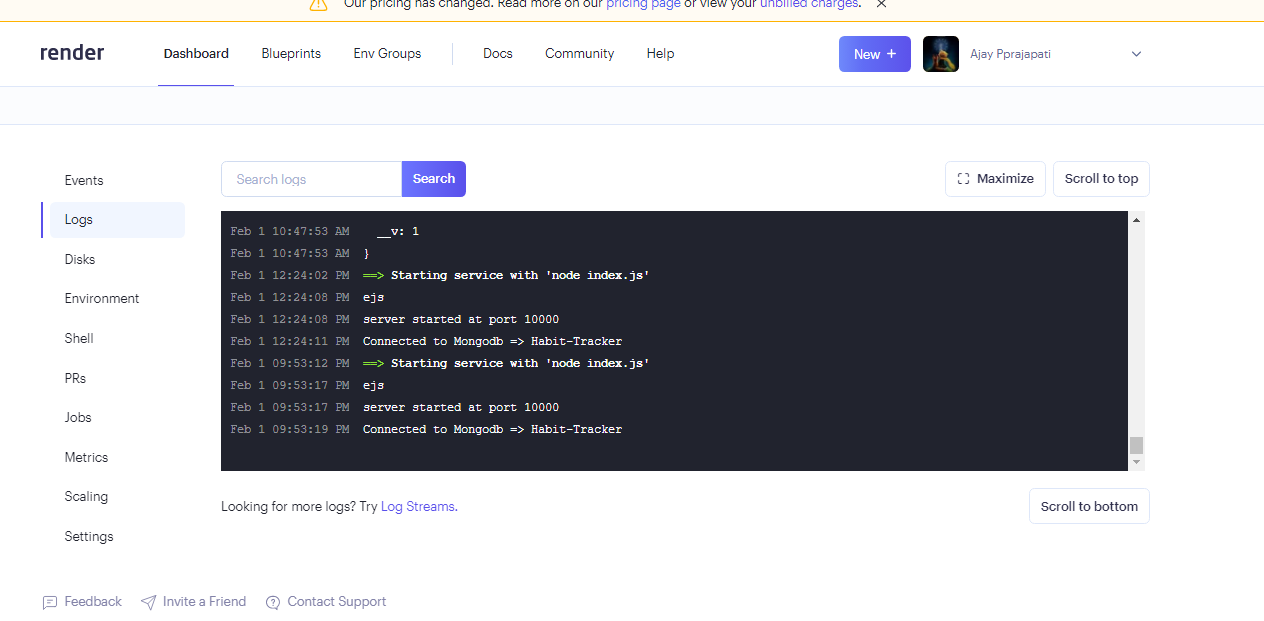 Our pricing has changed. Read more on our pricing page or view your unbilled charges.
render Dashboard Blueprints Env Groups Docs Community Help New + Ajay Pprajapati
Events
Logs
Disks
Environment
Shell
PRs
Jobs
Metrics
Scaling
Settings
Search logs Search Maximize Scroll to top
Feb 1 10:47:53 AM __v: 1
Feb 1 10:47:53 AM }
Feb 1 12:24:02 PM ==> Starting service with 'node index.js'
Feb 1 12:24:08 PM ejs
Feb 1 12:24:08 PM server started at port 10000
Feb 1 12:24:11 PM Connected to Mongodb => Habit-Tracker
Feb 1 09:53:12 PM ==> Starting service with 'node index.js'
Feb 1 09:53:17 PM ejs
Feb 1 09:53:17 PM server started at port 10000
Feb 1 09:53:19 PM Connected to Mongodb => Habit-Tracker
Looking for more logs? Try Log Streams. Scroll to bottom
Feedback Invite a Friend Contact Support